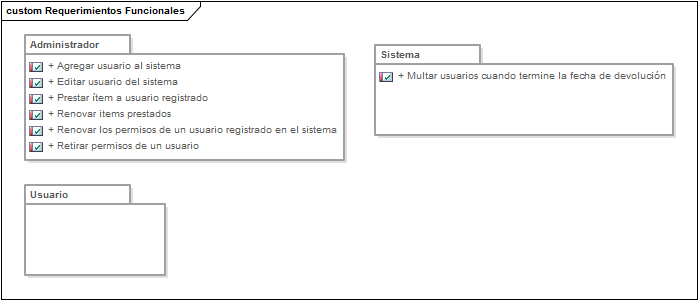 custom Requerimientos Funcionales
Administrador
+ Agregar usuario al sistema
+ Editar usuario del sistema
+ Prestar ítem a usuario registrado
+ Renovar items prestados
+ Renovar los permisos de un usuario registrado en el sistema
+ Retirar permisos de un usuario
Sistema
+ Multar usuarios cuando termine la fecha de devolución
Usuario